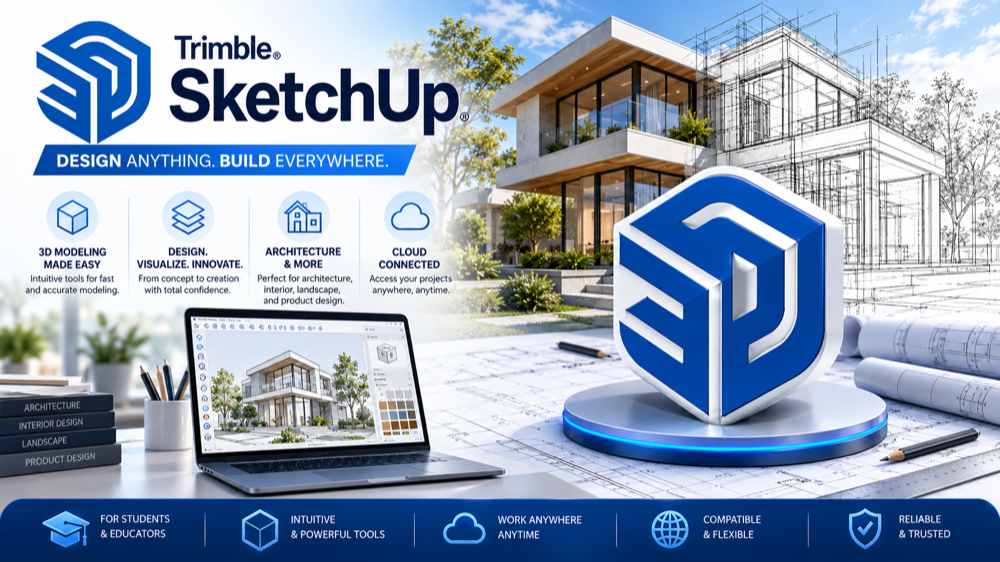 Trimble®
SketchUp®
DESIGN ANYTHING. BUILD EVERYWHERE.
3D MODELING
MADE EASY
Intuitive tools for fast
and accurate modeling.
DESIGN.
VISUALIZE. INNOVATE.
From concept to creation
with total confidence.
ARCHITECTURE
& MORE
Perfect for architecture,
interior, landscape,
and product design.
CLOUD
CONNECTED
Access your projects
anywhere, anytime.
ARCHITECTURE
INTERIOR DESIGN
LANDSCAPE
PRODUCT DESIGN
FOR STUDENTS
& EDUCATORS
INTUITIVE
& POWERFUL TOOLS
WORK ANYWHERE
ANYTIME
COMPATIBLE
& FLEXIBLE
RELIABLE
& TRUSTED